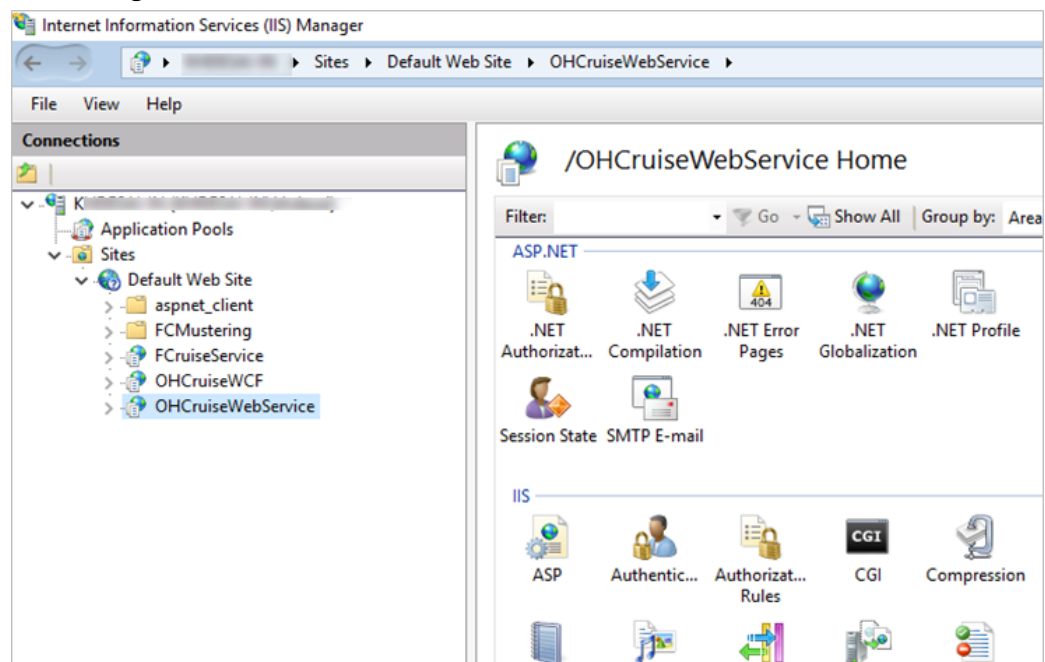 Internet Information Services (IIS) Manager
Sites Default Web Site OHCruiseWebService
File View Help
Connections
/OHCruiseWebService Home
K
Filter: Go Show All Group by: Area
Application Pools
Sites
ASP.NET
Default Web Site
aspnet_client
FCMustering
FCruiseService
OHCruiseWCF
OHCruiseWebService
404
.NET .NET .NET Error .NET .NET Profile
Authorizat... Compilation Pages Globalization
Session State SMTP E-mail
IIS
CGI
ASP Authentic... Authorizat... CGI Compression
Rules